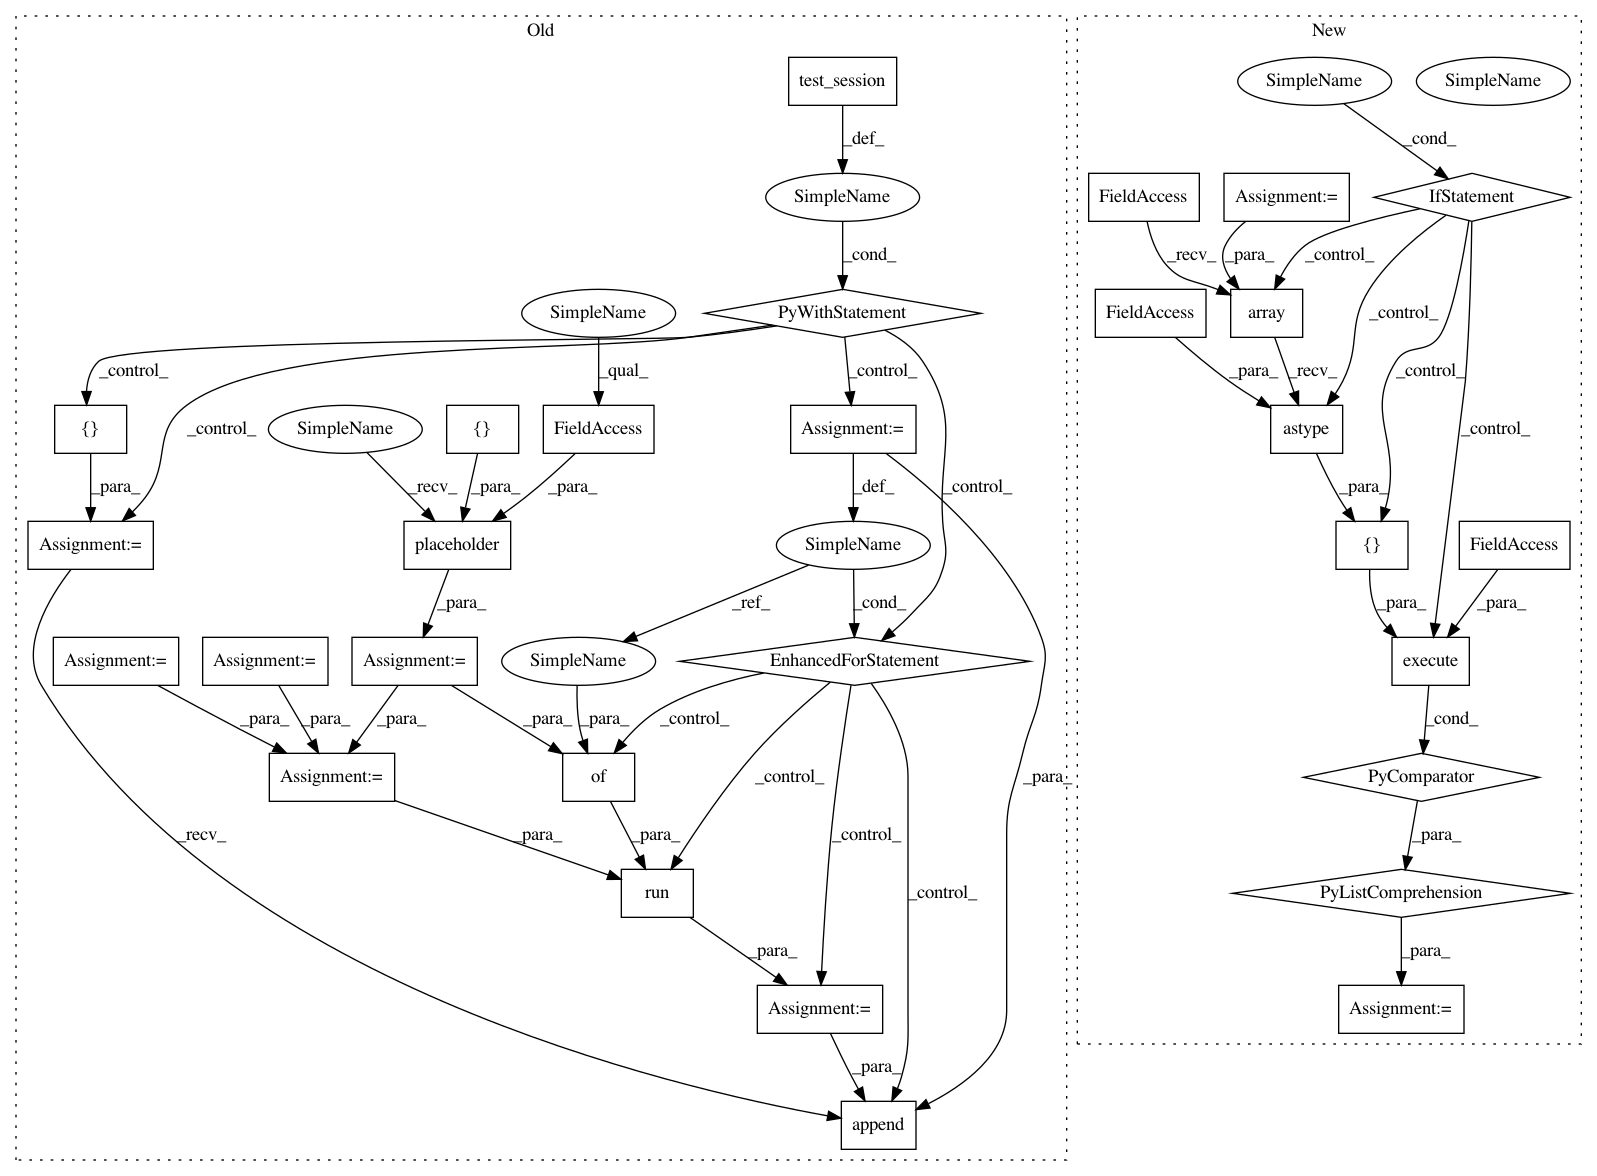 Old
New
test_session
SimpleName
SimpleName
_def_
_cond_
SimpleName
FieldAccess
Assignment:=
IfStatement
_cond_
_recv_
_para_
_control_
SimpleName
PyWithStatement
FieldAccess
array
_control_
_control_
_qual_
_control_
_para_
_recv_
_control_
{}
_control_
SimpleName
{}
FieldAccess
Assignment:=
astype
_control_
_para_
_recv_
_para_
_para_
_def_
_control_
_para_
Assignment:=
placeholder
SimpleName
{}
FieldAccess
_para_
_ref_
_cond_
_para_
_para_
Assignment:=
Assignment:=
Assignment:=
SimpleName
EnhancedForStatement
execute
_para_
_para_
_para_
_para_
_para_
_control_
_cond_
Assignment:=
of
_control_
_para_
PyComparator
_recv_
_para_
_para_
_control_
_para_
run
_control_
PyListComprehension
_para_
_para_
Assignment:=
Assignment:=
_para_
append